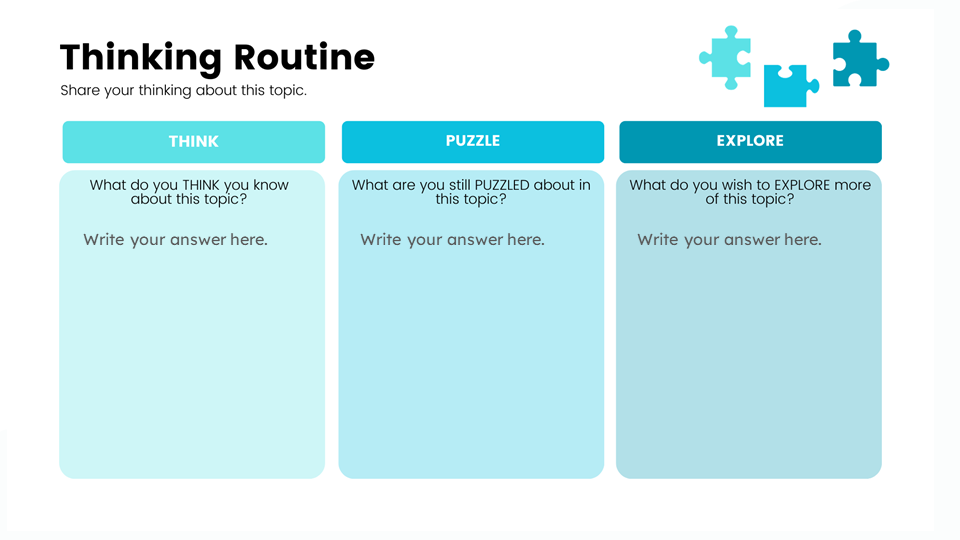 Thinking Routine
Share your thinking about this topic.
THINK
What do you THINK you know
about this topic?
Write your answer here.
PUZZLE
What are you still PUZZLED about in
this topic?
Write your answer here.
EXPLORE
What do you wish to EXPLORE more
of this topic?
Write your answer here.